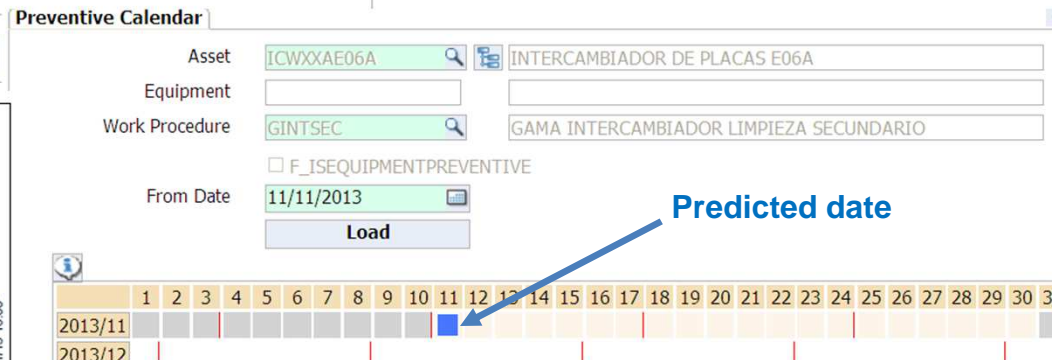 Preventive Calendar
Asset ICWXXAE06A INTERCAMBIADOR DE PLACAS E06A
Equipment
Work Procedure GINTSEC GAMA INTERCAMBIADOR LIMPIEZA SECUNDARIO
F_ISEQUIPMENTPREVENTIVE
From Date 11/11/2013
Predicted date
Load
1 2 3 4 5 6 7 8 9 10 11 12 13 14 15 16 17 18 19 20 21 22 23 24 25 26 27 28 29 30
2013/11
2013/12